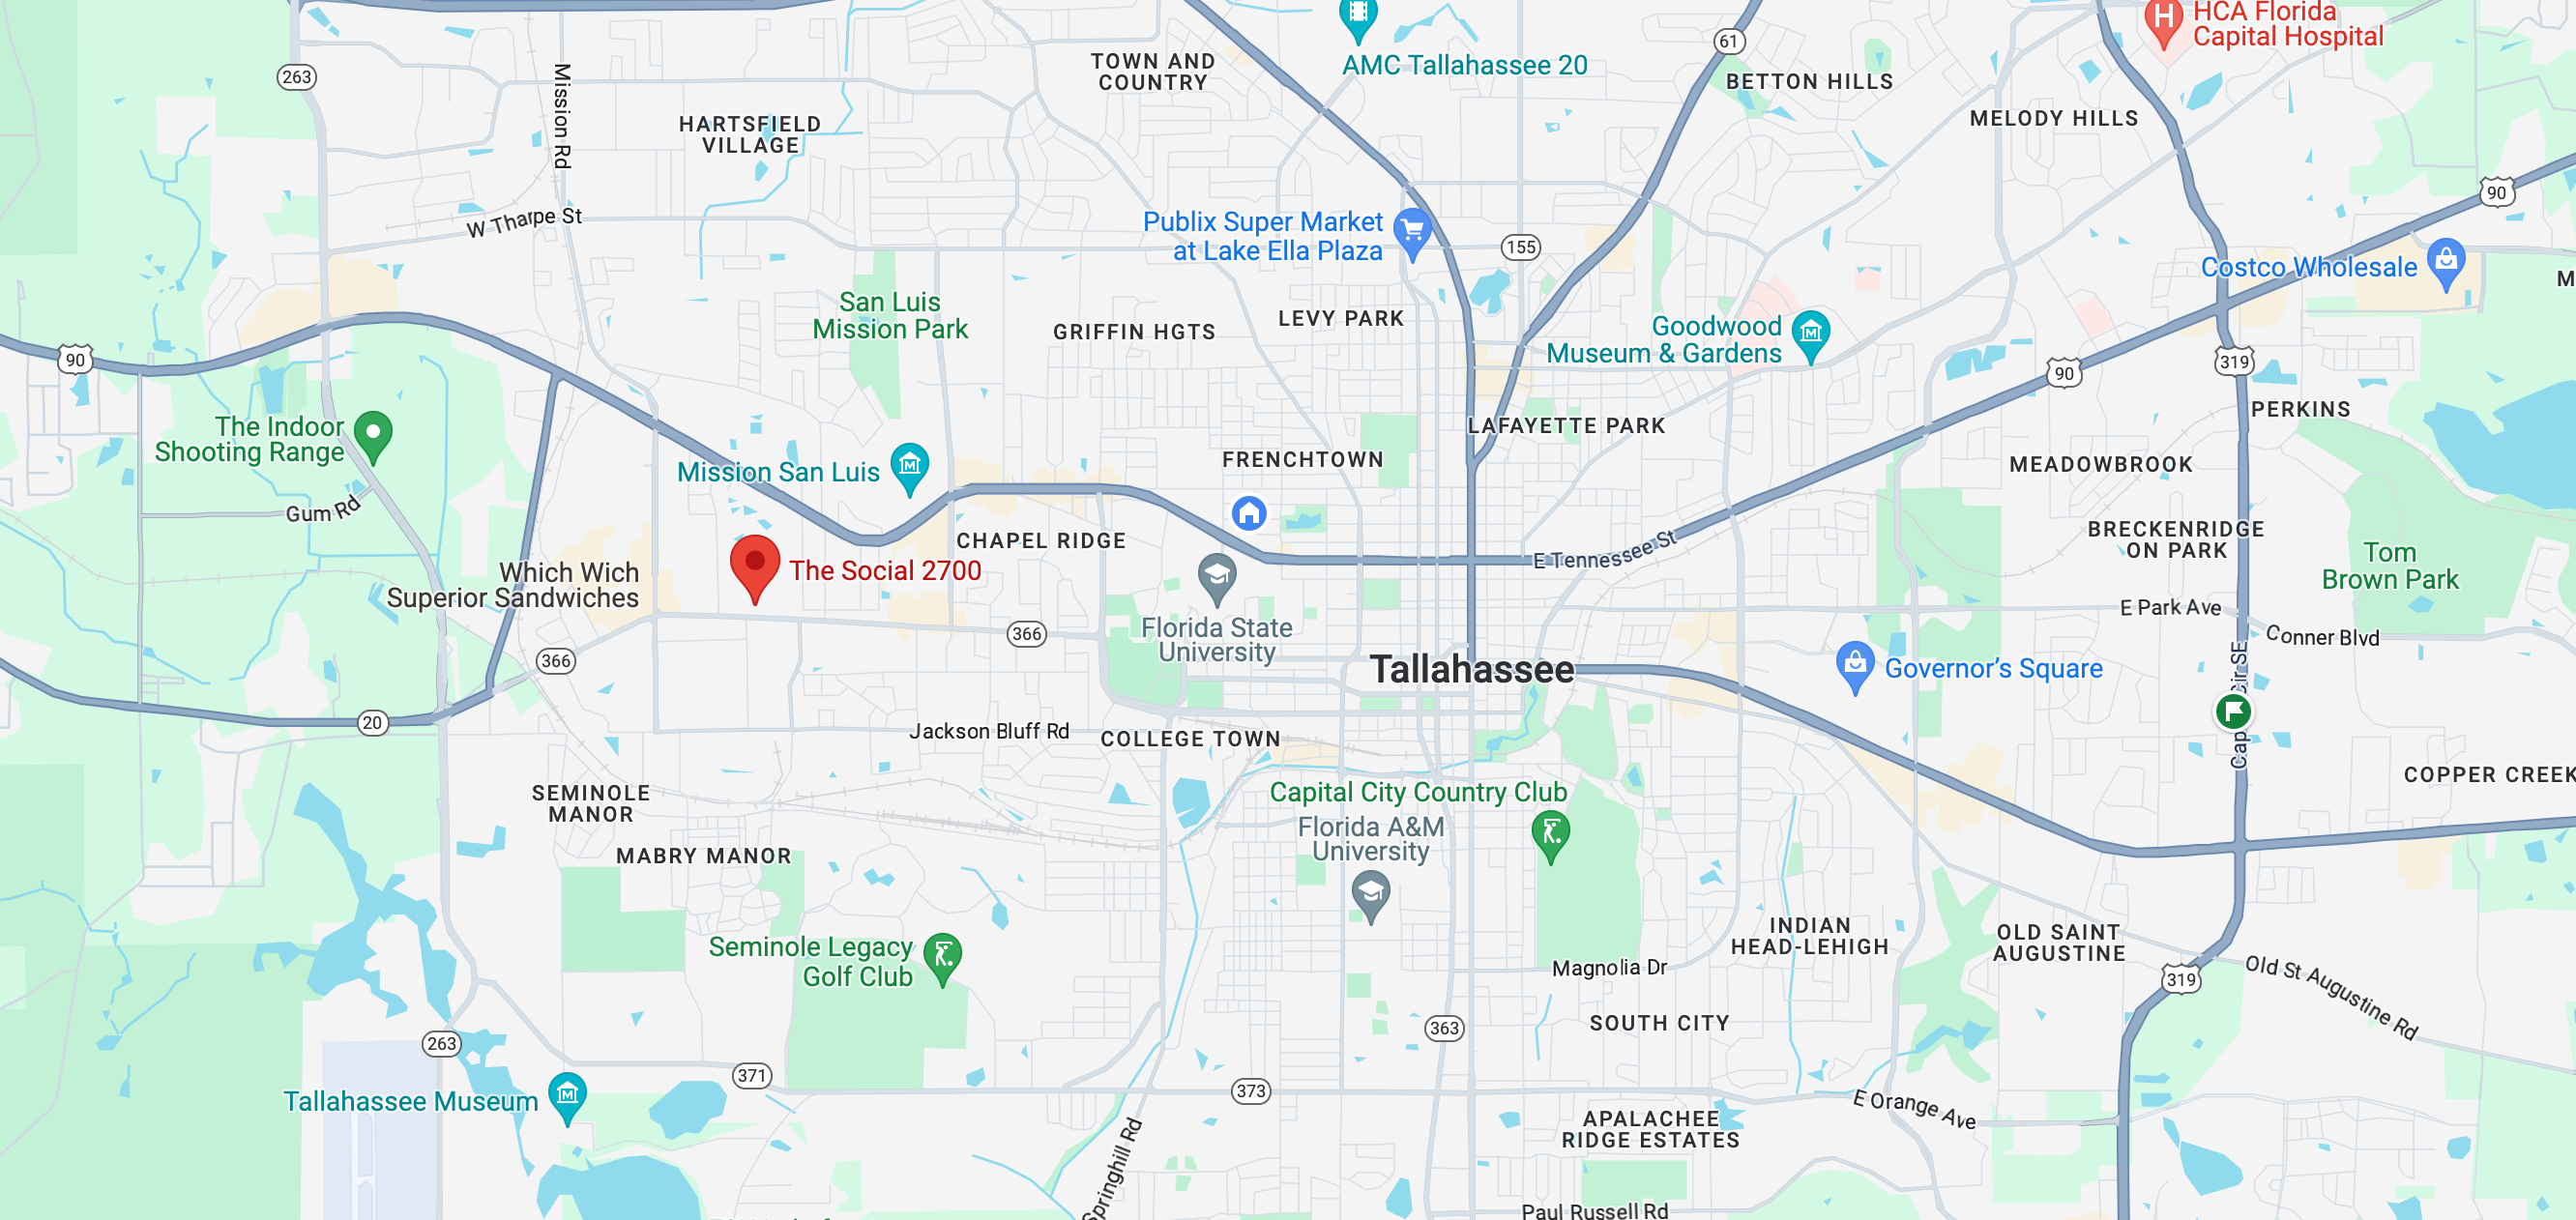 HCA Florida
Capital Hospital
61
TOWN AND
COUNTRY
AMC Tallahassee 20
263
Mission Rd
BETTON HILLS
MELODY HILLS
HARTSFIELD
VILLAGE
90
W Tharpe St
Publix Super Market
at Lake Ella Plaza
155
Costco Wholesale
M
San Luis
Mission Park
GRIFFIN HGTS
LEVY PARK
Goodwood
Museum & Gardens
90
90
319
PERKINS
The Indoor
Shooting Range
LAFAYETTE PARK
Mission San Luis
FRENCHTOWN
MEADOWBROOK
Gum Rd
CHAPEL RIDGE
BRECKENRIDGE
ON PARK
E Tennessee St
Tom
Brown Park
Which Wich
Superior Sandwiches
The Social 2700
E Park Ave
Conner Blvd
366
Florida State
University
366
Tallahassee
Governor's Square
Cap
Cir SE
20
Jackson Bluff Rd
COLLEGE TOWN
COPPER CREEK
SEMINOLE
MANOR
Capital City Country Club
Florida A&M
University
MABRY MANOR
INDIAN
HEAD-LEHIGH
OLD SAINT
AUGUSTINE
Seminole Legacy
Golf Club
Magnolia Dr
319
Old St Augustine Rd
SOUTH CITY
363
263
371
373
Tallahassee Museum
E Orange Ave
APALACHEE
RIDGE ESTATES
Springhill Rd
Paul Russell Rd